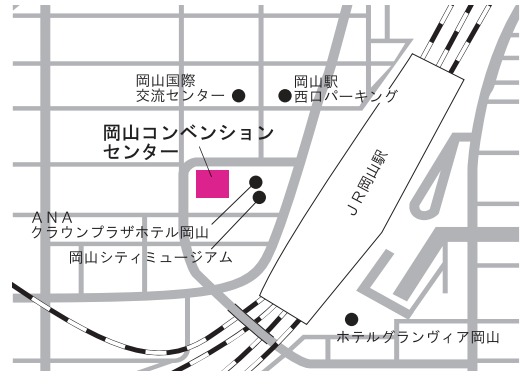 岡山国際
交流センター
岡山駅
西口パーキング
岡山コンベンション
センター
JR岡山駅
ANA
クラウンプラザホテル岡山
岡山シティミュージアム
ホテルグランヴィア岡山